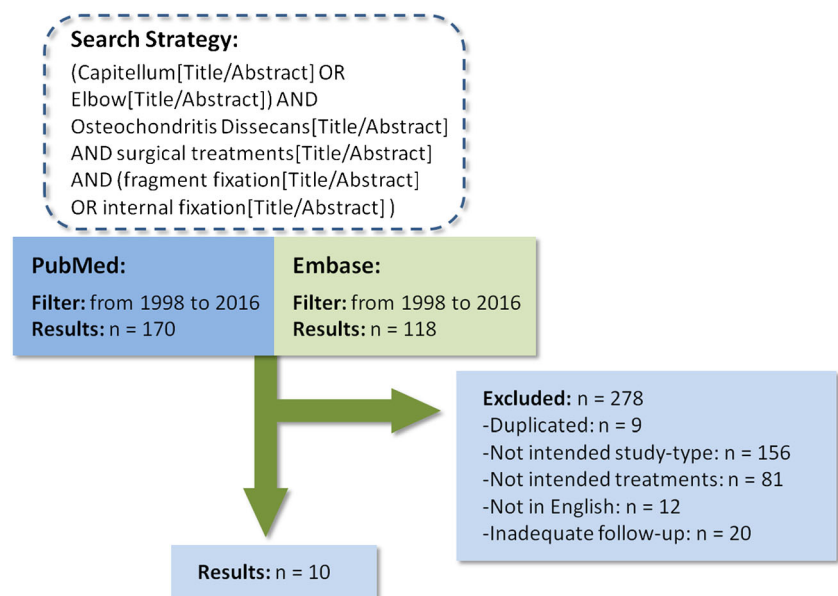 Search Strategy:
(Capitellum[Title/Abstract] OR
Elbow[Title/Abstract]) AND
Osteochondritis Dissecans[Title/Abstract]
AND surgical treatments[Title/Abstract]
AND (fragment fixation[Title/Abstract]
OR internal fixation[Title/Abstract] )
PubMed:
Filter: from 1998 to 2016
Results: n = 170
Embase:
Filter: from 1998 to 2016
Results: n = 118
Excluded: n = 278
-Duplicated: n = 9
-Not intended study-type: n = 156
-Not intended treatments: n = 81
-Not in English: n = 12
-Inadequate follow-up: n = 20
Results: n = 10